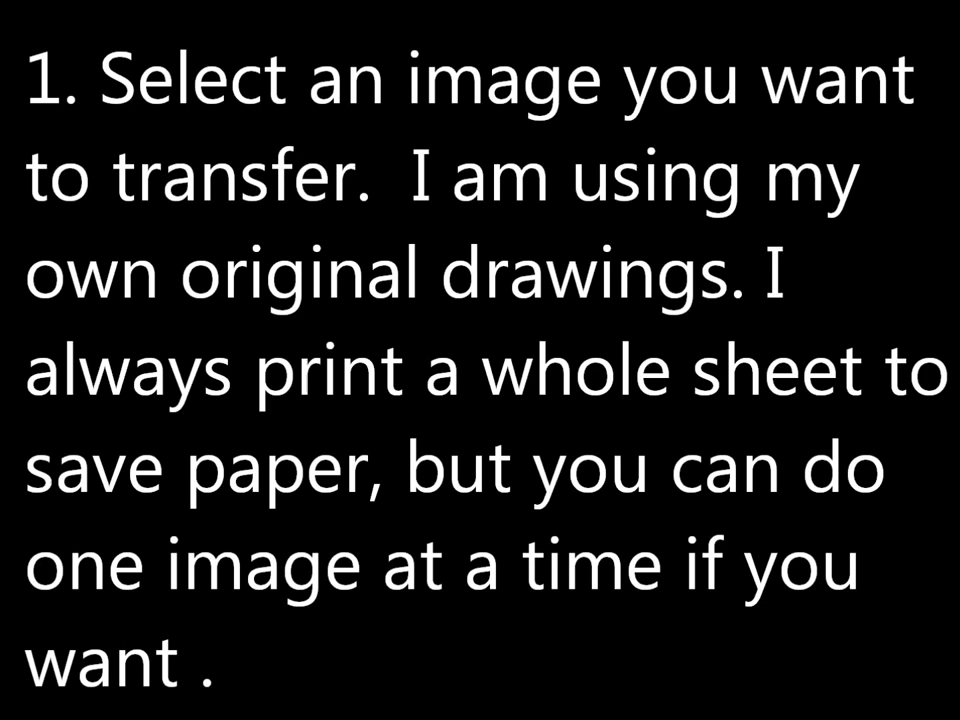 1. Select an image you want
to transfer.  I am using my
own original drawings. I
always print a whole sheet to
save paper, but you can do
one image at a time if you
want .